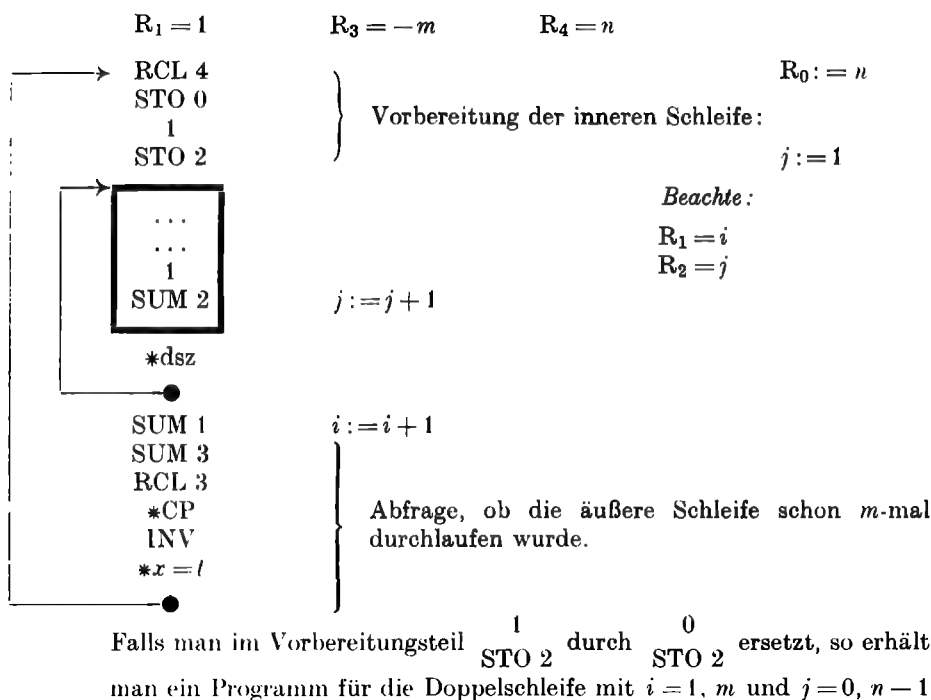 R₁ = 1 R₃ = −m R₄ = n
RCL 4 R₀ := n
STO 0
1 Vorbereitung der inneren Schleife:
STO 2 j := 1
Beachte:
... R₁ = i
... R₂ = j
1
SUM 2 j := j + 1
*dsz
SUM 1 i := i + 1
SUM 3
RCL 3
*CP Abfrage, ob die äußere Schleife schon m-mal
INV durchlaufen wurde.
*x = t
Falls man im Vorbereitungsteil 1 STO 2 durch 0 STO 2 ersetzt, so erhält
man ein Programm für die Doppelschleife mit i = 1, m und j = 0, n − 1